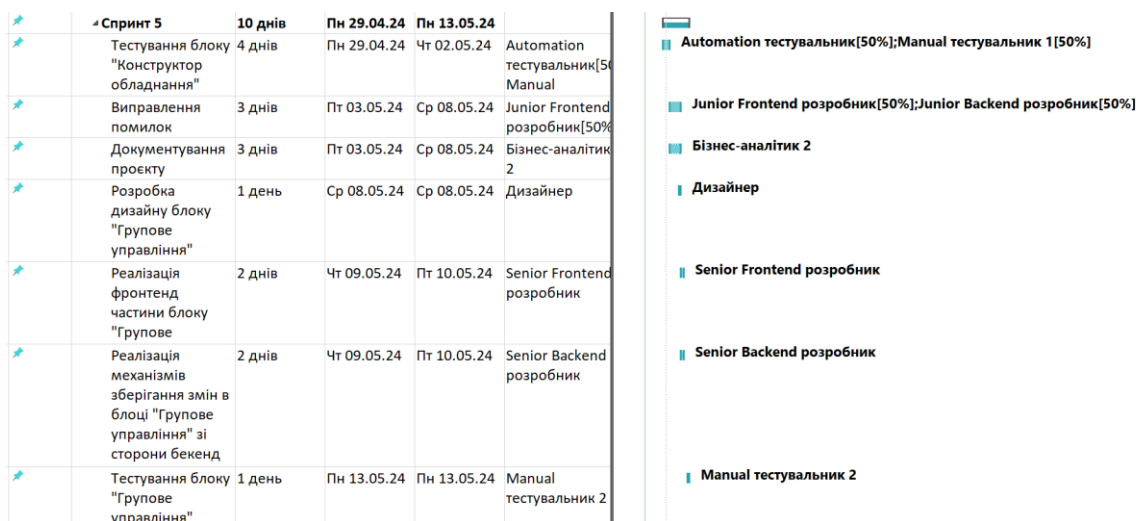 Спринт 5 10 днів Пн 29.04.24 Пн 13.05.24
Тестування блоку 4 днів Пн 29.04.24 Чт 02.05.24 Automation Automation тестувальник[50%];Manual тестувальник 1[50%]
"Конструктор тестувальник[50
обладнання" Manual
Виправлення 3 днів Пт 03.05.24 Ср 08.05.24 Junior Frontend Junior Frontend розробник[50%];Junior Backend розробник[50%]
помилок розробник[50%
Документування 3 днів Пт 03.05.24 Ср 08.05.24 Бізнес-аналітик Бізнес-аналітик 2
проєкту 2
Розробка 1 день Ср 08.05.24 Ср 08.05.24 Дизайнер Дизайнер
дизайну блоку
"Групове
управління"
Реалізація 2 днів Чт 09.05.24 Пт 10.05.24 Senior Frontend Senior Frontend розробник
фронтенд розробник
частини блоку
"Групове
Реалізація 2 днів Чт 09.05.24 Пт 10.05.24 Senior Backend Senior Backend розробник
механізмів розробник
зберігання змін в
блоці "Групове
управління" зі
сторони бекенд
Тестування блоку 1 день Пн 13.05.24 Пн 13.05.24 Manual Manual тестувальник 2
"Групове тестувальник 2
управління"